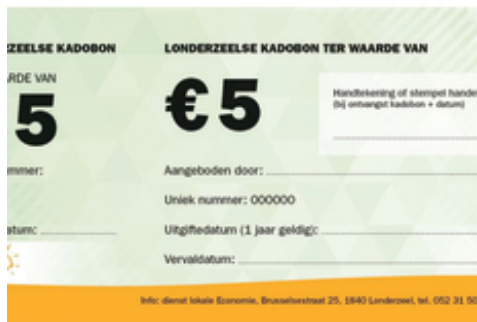 ZEELSE KADOBON
RDE VAN
5
mmer:
atum:
LONDERZEELSE KADOBON TER WAARDE VAN
€5
Handtekening of stempel hande
(bij ontvangst kadobon + datum)
Aangeboden door:
Uniek nummer: 000000
Uitgiftedatum (1 jaar geldig):
Vervaldatum:
Info: dienst lokale Economie, Brusselsestraat 25, 1840 Londerzeel, tel. 052 31 50